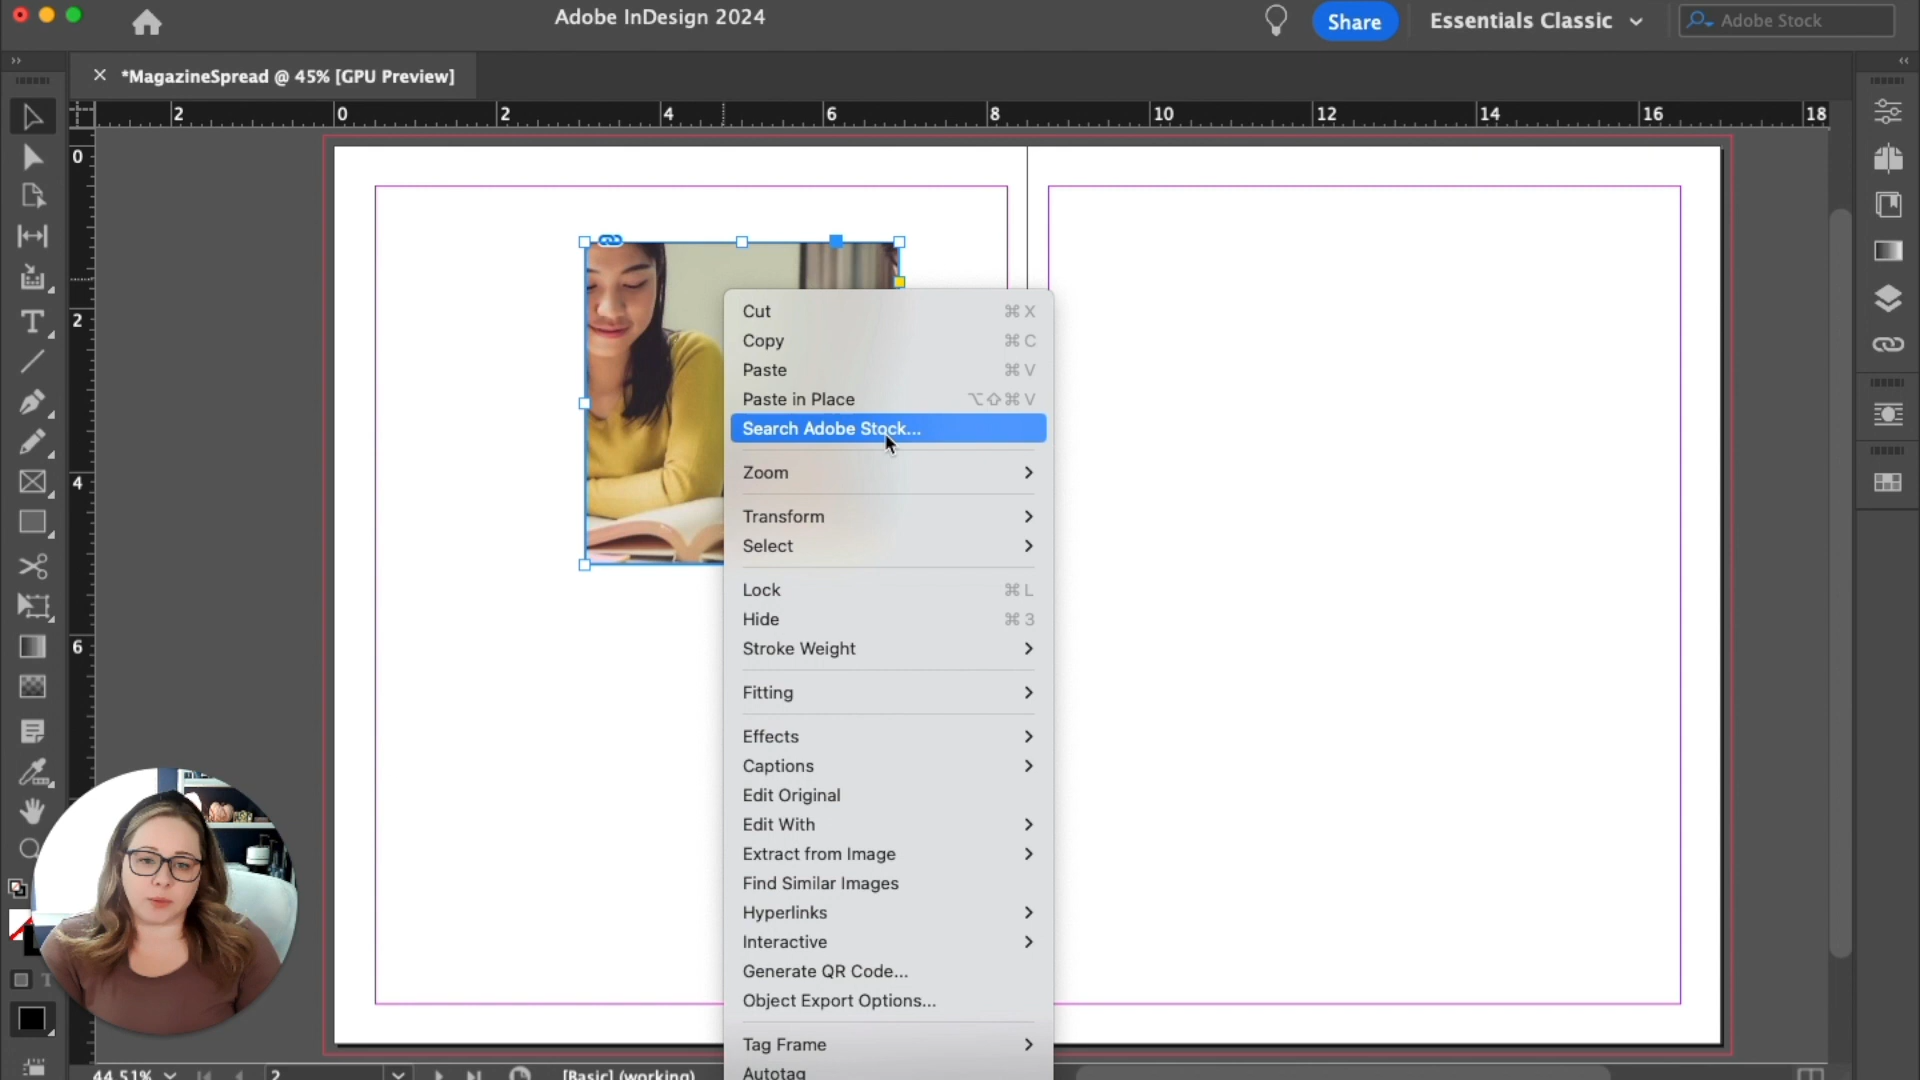 Adobe InDesign 2024
Share
Essentials Classic
Adobe Stock
*MagazineSpread @ 45% [GPU Preview]
2 0 2 4 6 8 10 12 14 16 18
0
2
4
6
Cut ⌘ X
Copy ⌘ C
Paste ⌘ V
Paste in Place ⌥⇧⌘ V
Search Adobe Stock...
Zoom
Transform
Select
Lock ⌘ L
Hide ⌘ 3
Stroke Weight
Fitting
Effects
Captions
Edit Original
Edit With
Extract from Image
Find Similar Images
Hyperlinks
Interactive
Generate QR Code...
Object Export Options...
Tag Frame
Autotag
44.51% 2 [Basic] (working)